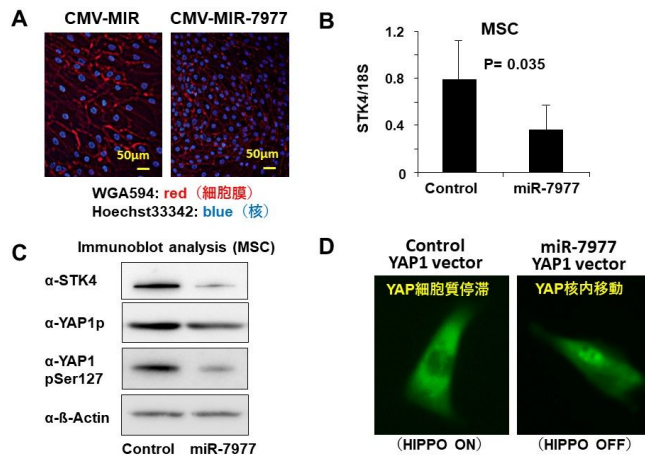 A
CMV-MIR
CMV-MIR-7977
50μm
50μm
WGA594: red（細胞膜）
Hoechst33342: blue（核）
B
MSC
P= 0.035
STK4/18S
1.2
0.8
0.4
0
Control
miR-7977
C
Immunoblot analysis (MSC)
α-STK4
α-YAP1p
α-YAP1
pSer127
α-ß-Actin
Control
miR-7977
D
Control
YAP1 vector
miR-7977
YAP1 vector
YAP細胞質停滞
YAP核内移動
（HIPPO ON）
（HIPPO OFF）